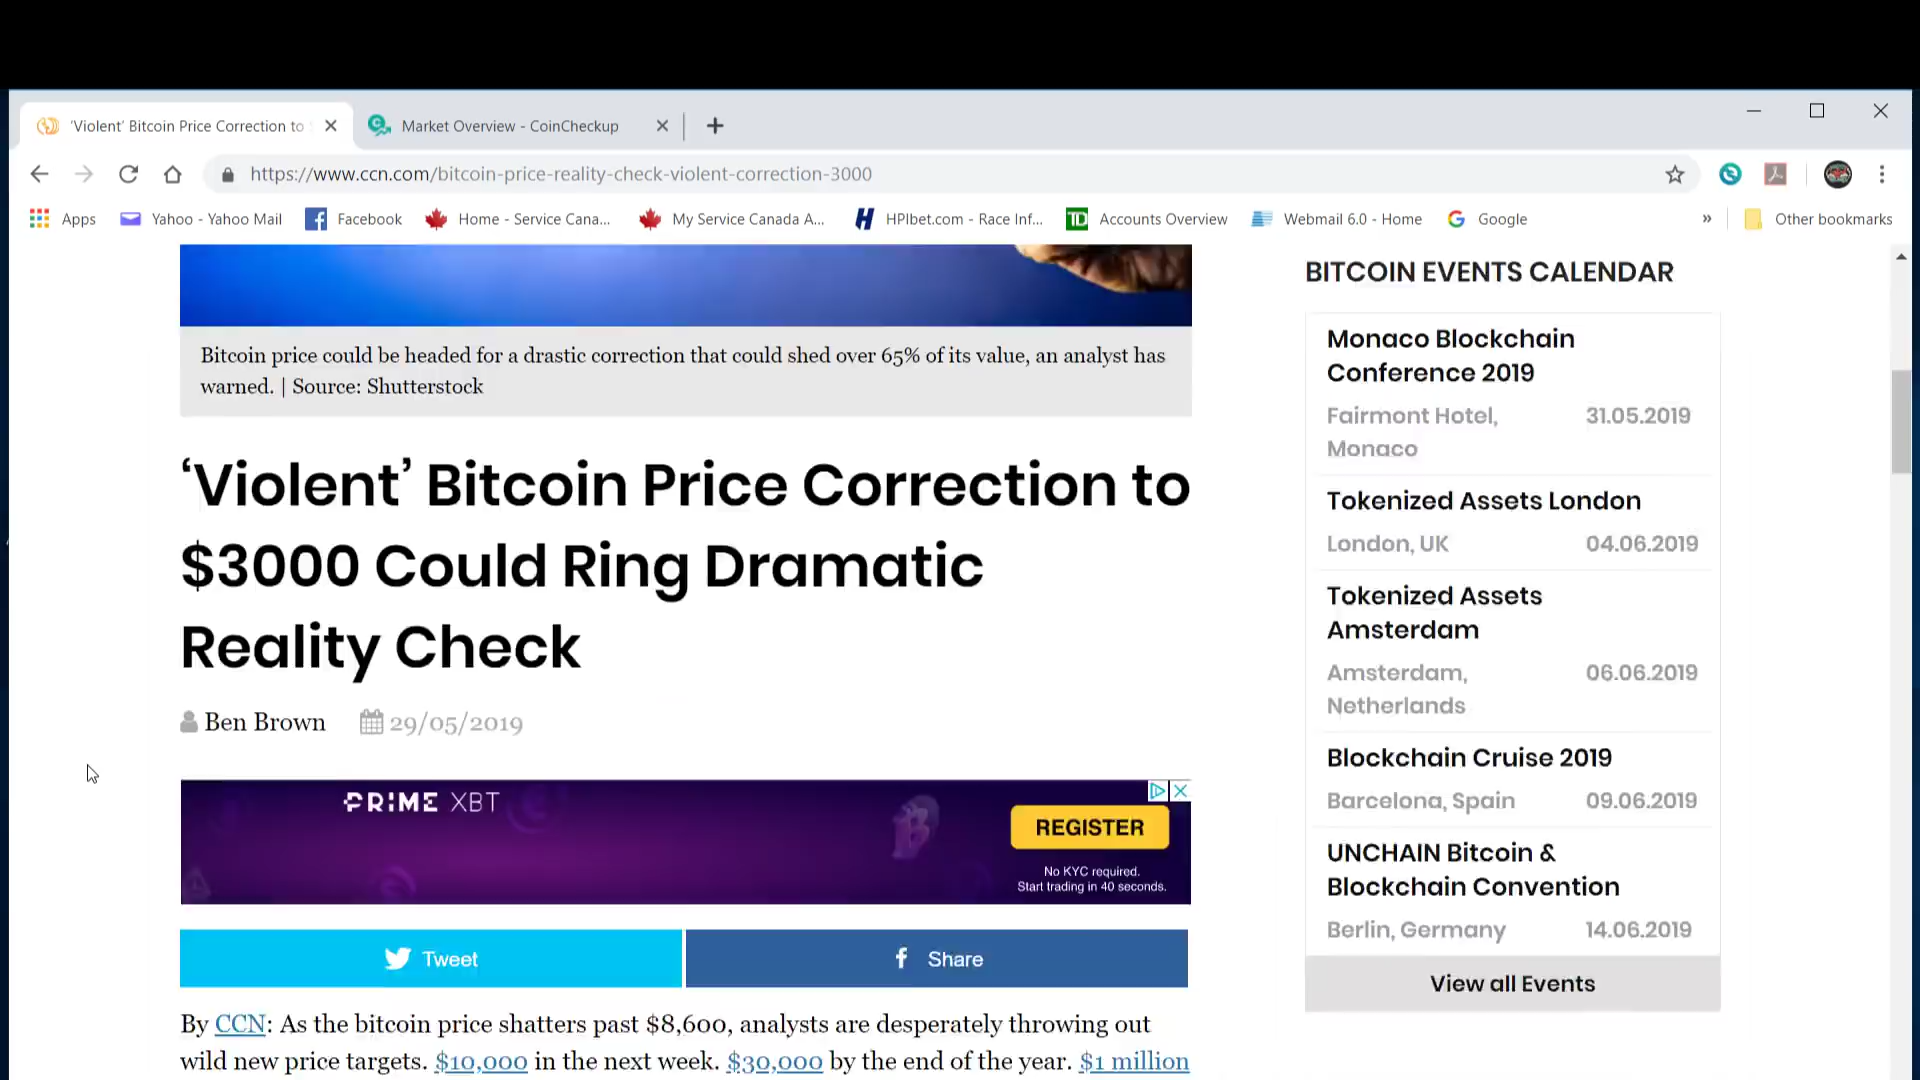 'Violent' Bitcoin Price Correction to
Market Overview - CoinCheckup
https://www.ccn.com/bitcoin-price-reality-check-violent-correction-3000
Apps
Yahoo - Yahoo Mail
Facebook
Home - Service Cana...
My Service Canada A...
HPIbet.com - Race Inf...
TD
Accounts Overview
Webmail 6.0 - Home
Google
»
Other bookmarks
Bitcoin price could be headed for a drastic correction that could shed over 65% of its value, an analyst has
warned. | Source: Shutterstock
‘Violent’ Bitcoin Price Correction to
$3000 Could Ring Dramatic
Reality Check
Ben Brown 29/05/2019
PRIME XBT
REGISTER
No KYC required.
Start trading in 40 seconds.
Tweet
Share
By CCN: As the bitcoin price shatters past $8,600, analysts are desperately throwing out
wild new price targets. $10,000 in the next week. $30,000 by the end of the year. $1 million
BITCOIN EVENTS CALENDAR
Monaco Blockchain
Conference 2019
Fairmont Hotel, 31.05.2019
Monaco
Tokenized Assets London
London, UK 04.06.2019
Tokenized Assets
Amsterdam
Amsterdam, 06.06.2019
Netherlands
Blockchain Cruise 2019
Barcelona, Spain 09.06.2019
UNCHAIN Bitcoin &
Blockchain Convention
Berlin, Germany 14.06.2019
View all Events